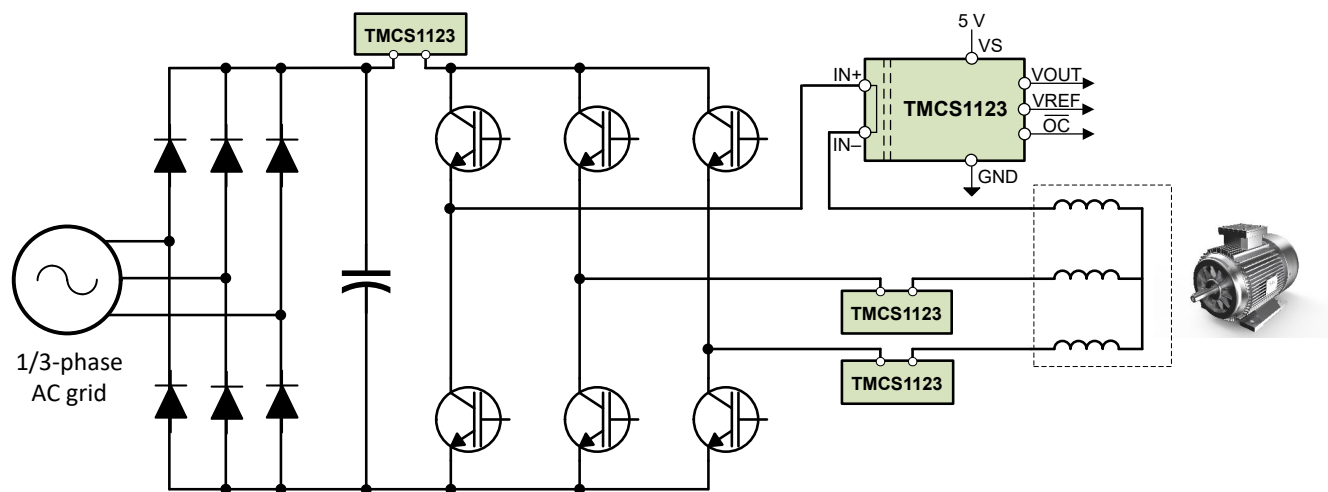 TMCS1123
5 V
VS
IN+
VOUT
TMCS1123
VREF
OC
IN–
GND
TMCS1123
1/3-phase
AC grid
TMCS1123